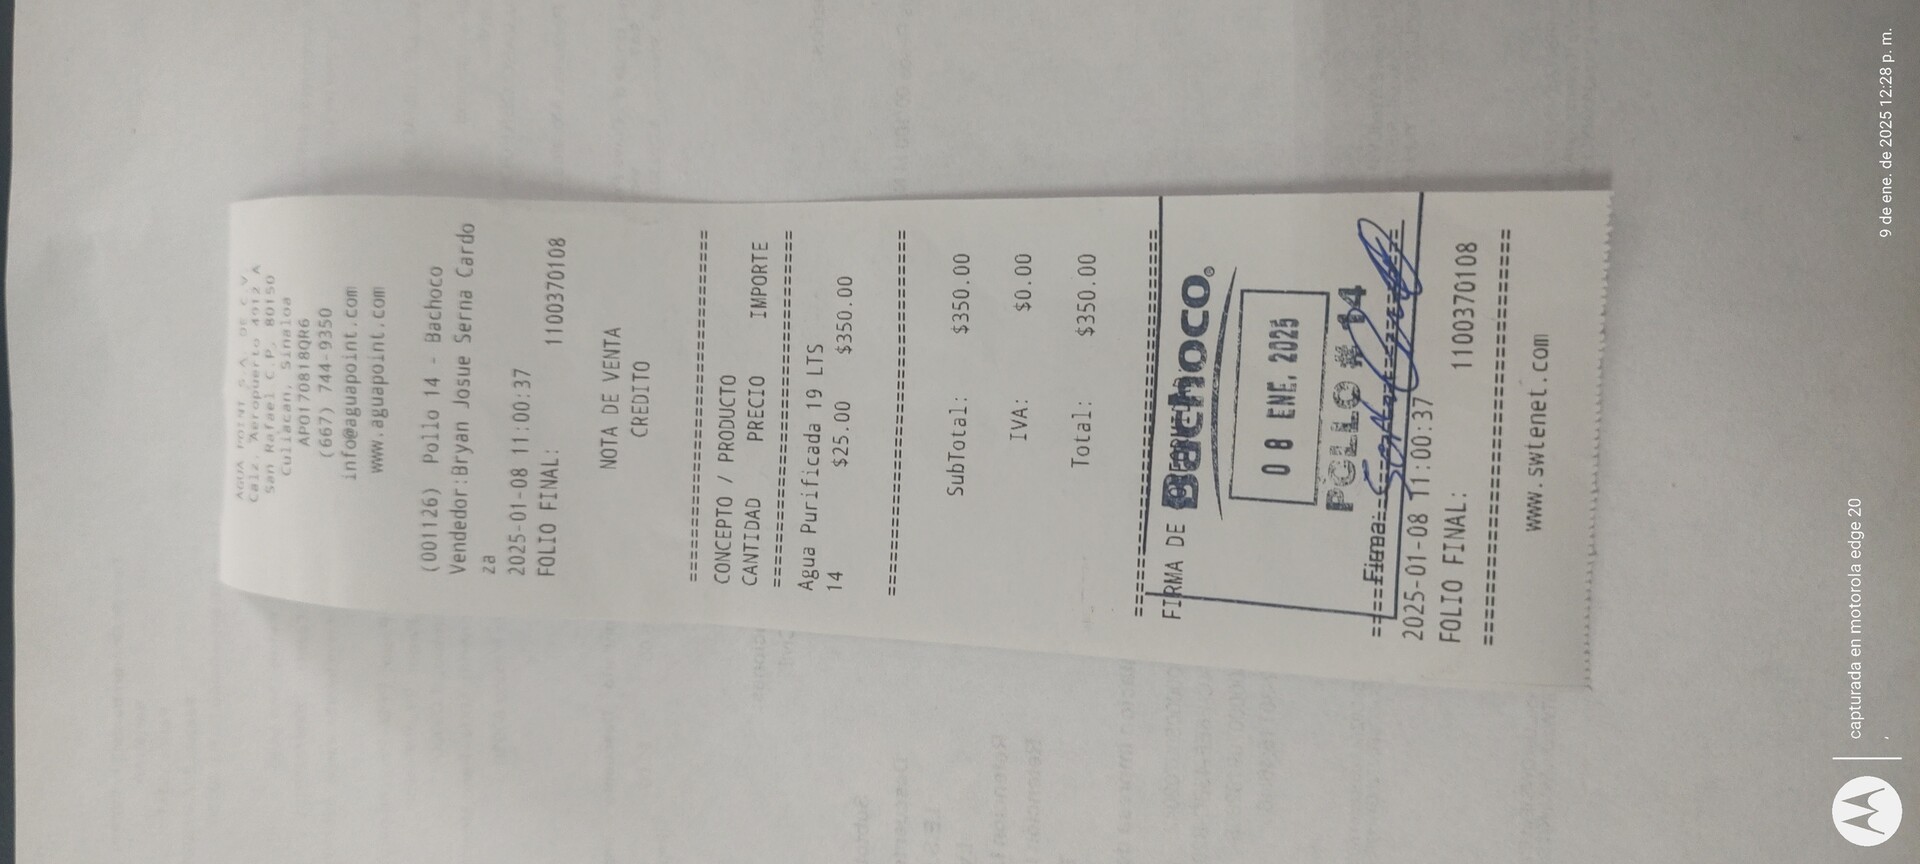 AGUA POINT S.A. DE C.V.
Calz. Aeropuerto 4912 A
San Rafael C.P. 80150
Culiacan, Sinaloa
APO170818QR6
(667) 744-9350
info@aguapoint.com
www.aguapoint.com
(001126) Pollo 14 - Bachoco
Vendedor:Bryan Josue Serna Cardo
za
2025-01-08 11:00:37
FOLIO FINAL: 1100370108
NOTA DE VENTA
CREDITO
================================
CONCEPTO / PRODUCTO
CANTIDAD PRECIO IMPORTE
================================
Agua Purificada 19 LTS
14 $25.00 $350.00
================================
SubTotal: $350.00
IVA: $0.00
Total: $350.00
================================
FIRMA DE
Bachoco®
08 ENE. 2025
POLLO # 14
Firma:
2025-01-08 11:00:37
FOLIO FINAL: 1100370108
================================
www.swtenet.com
capturada en motorola edge 20
9 de ene. de 2025 12:28 p. m.